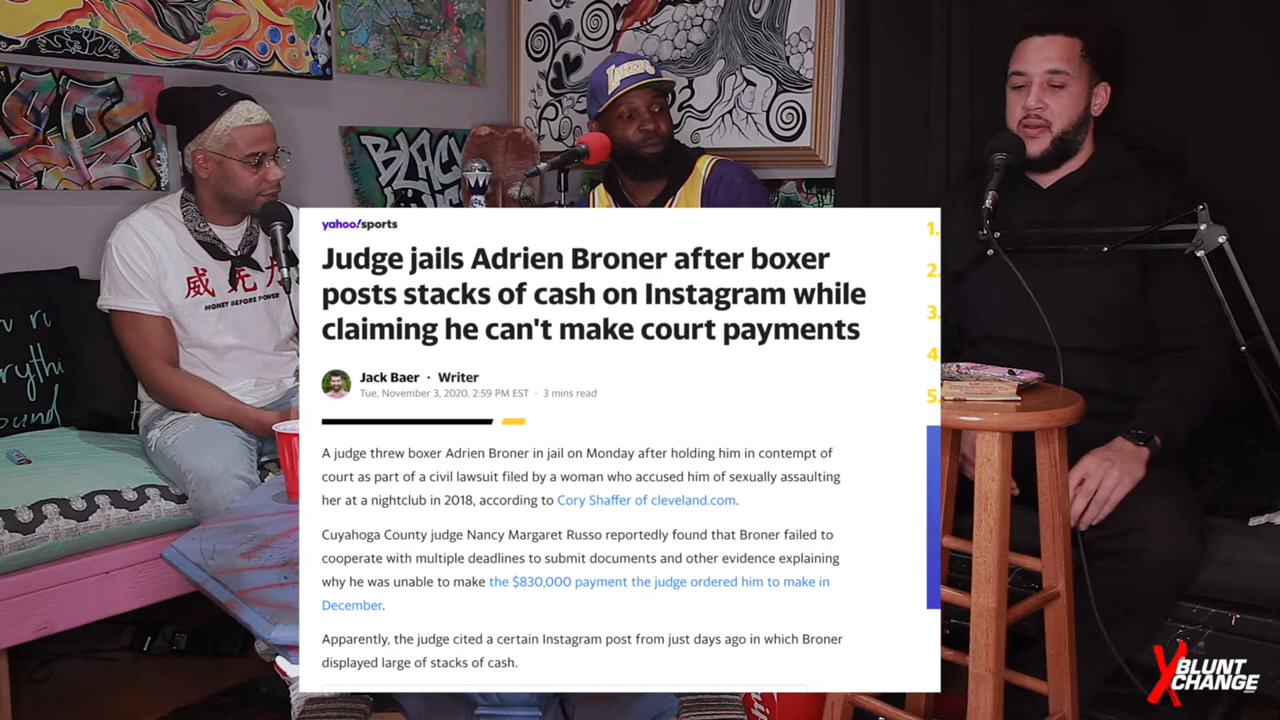 LAKERS
BLACK
威
MONEY BEFORE POWER
yahoo!sports
Judge jails Adrien Broner after boxer
posts stacks of cash on Instagram while
claiming he can't make court payments
Jack Baer · Writer
Tue, November 3, 2020, 2:59 PM EST · 3 mins read
A judge threw boxer Adrien Broner in jail on Monday after holding him in contempt of
court as part of a civil lawsuit filed by a woman who accused him of sexually assaulting
her at a nightclub in 2018, according to Cory Shaffer of cleveland.com.
Cuyahoga County judge Nancy Margaret Russo reportedly found that Broner failed to
cooperate with multiple deadlines to submit documents and other evidence explaining
why he was unable to make the $830,000 payment the judge ordered him to make in
December.
Apparently, the judge cited a certain Instagram post from just days ago in which Broner
displayed large of stacks of cash.
1.
2.
3.
4.
5.
X BLUNT
CHANGE